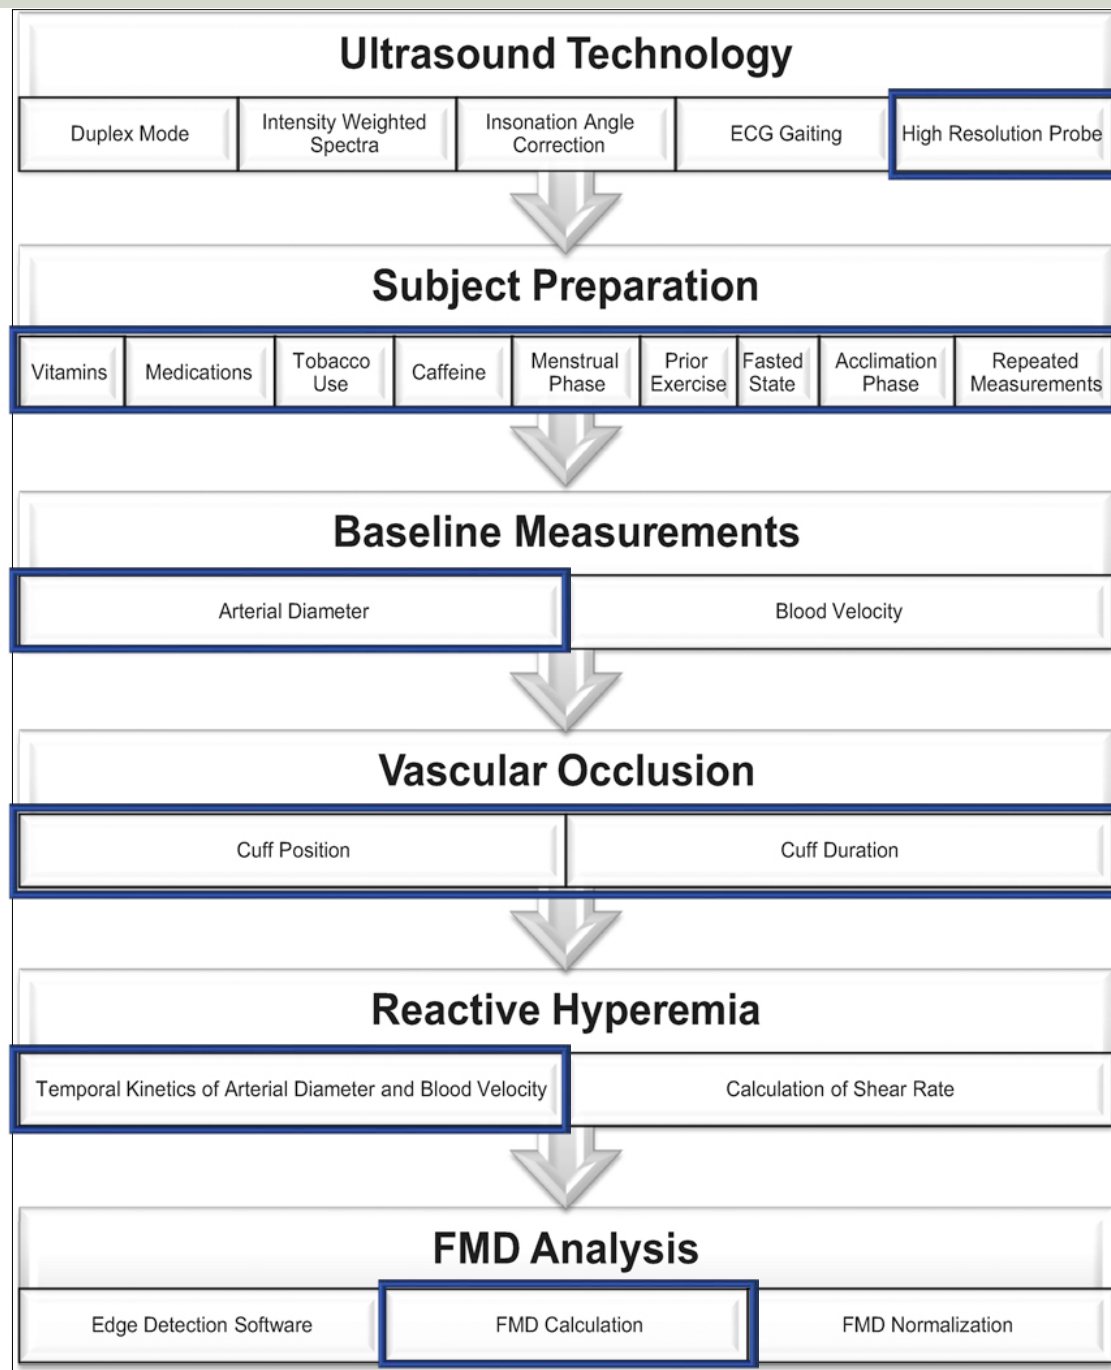 Ultrasound Technology
Duplex Mode
Intensity Weighted
Spectra
Insonation Angle
Correction
ECG Gaiting
High Resolution Probe
Subject Preparation
Vitamins
Medications
Tobacco
Use
Caffeine
Menstrual
Phase
Prior
Exercise
Fasted
State
Acclimation
Phase
Repeated
Measurements
Baseline Measurements
Arterial Diameter
Blood Velocity
Vascular Occlusion
Cuff Position
Cuff Duration
Reactive Hyperemia
Temporal Kinetics of Arterial Diameter and Blood Velocity
Calculation of Shear Rate
FMD Analysis
Edge Detection Software
FMD Calculation
FMD Normalization